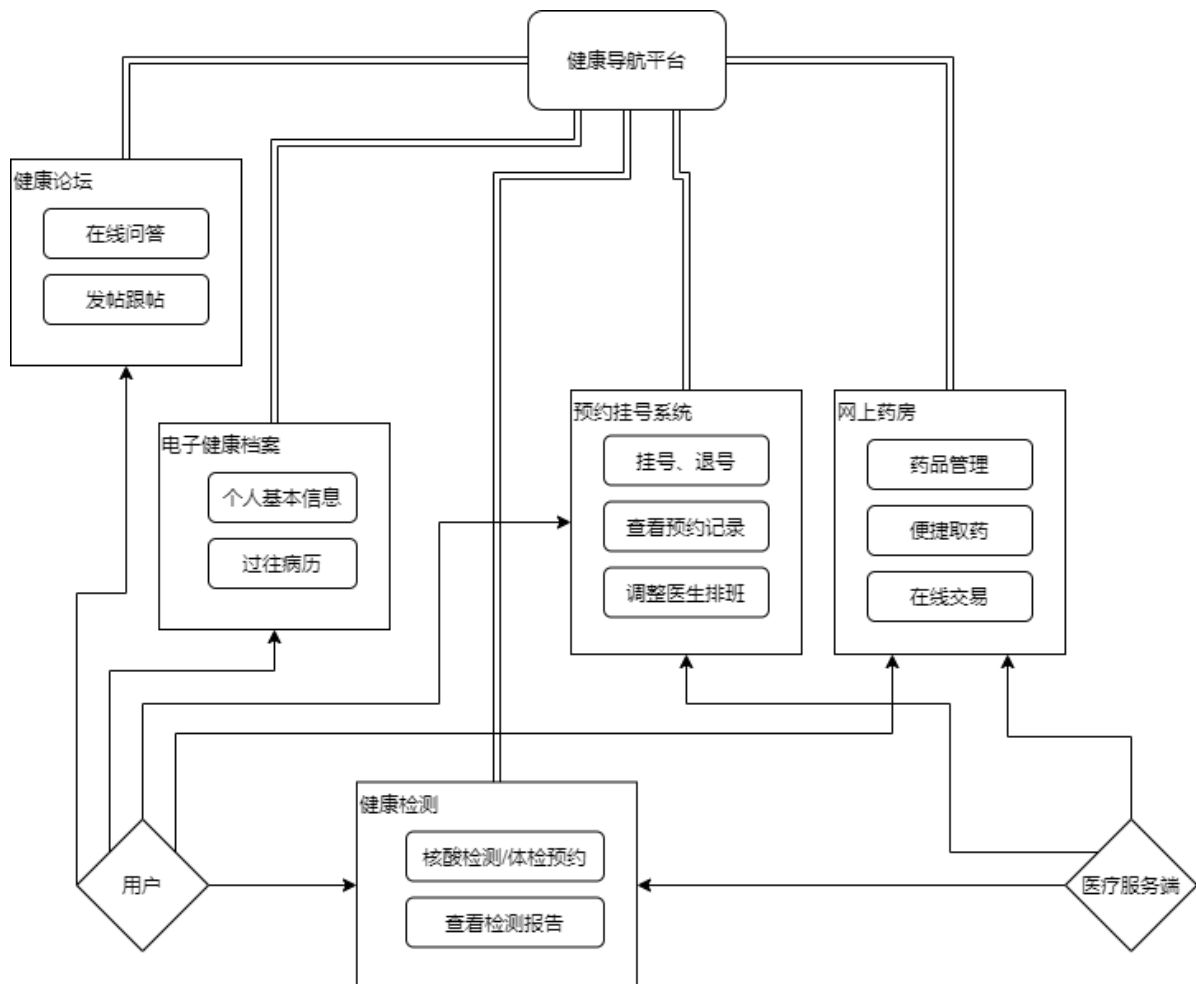 健康导航平台
健康论坛
在线问答
发帖跟帖
电子健康档案
个人基本信息
过往病历
预约挂号系统
挂号、退号
查看预约记录
调整医生排班
网上药房
药品管理
便捷取药
在线交易
健康检测
核酸检测/体检预约
查看检测报告
用户
医疗服务端